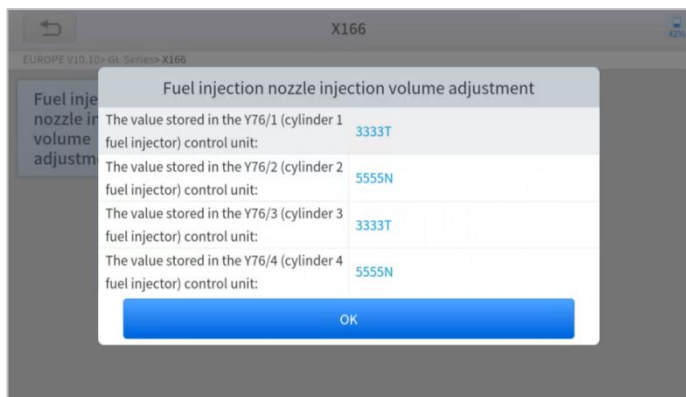 X166
42%
EUROPE V10.10> GL Series> X166
Fuel inje
nozzle in
volume
adjustm
Fuel injection nozzle injection volume adjustment
The value stored in the Y76/1 (cylinder 1
fuel injector) control unit:
3333T
The value stored in the Y76/2 (cylinder 2
fuel injector) control unit:
5555N
The value stored in the Y76/3 (cylinder 3
fuel injector) control unit:
3333T
The value stored in the Y76/4 (cylinder 4
fuel injector) control unit:
5555N
OK